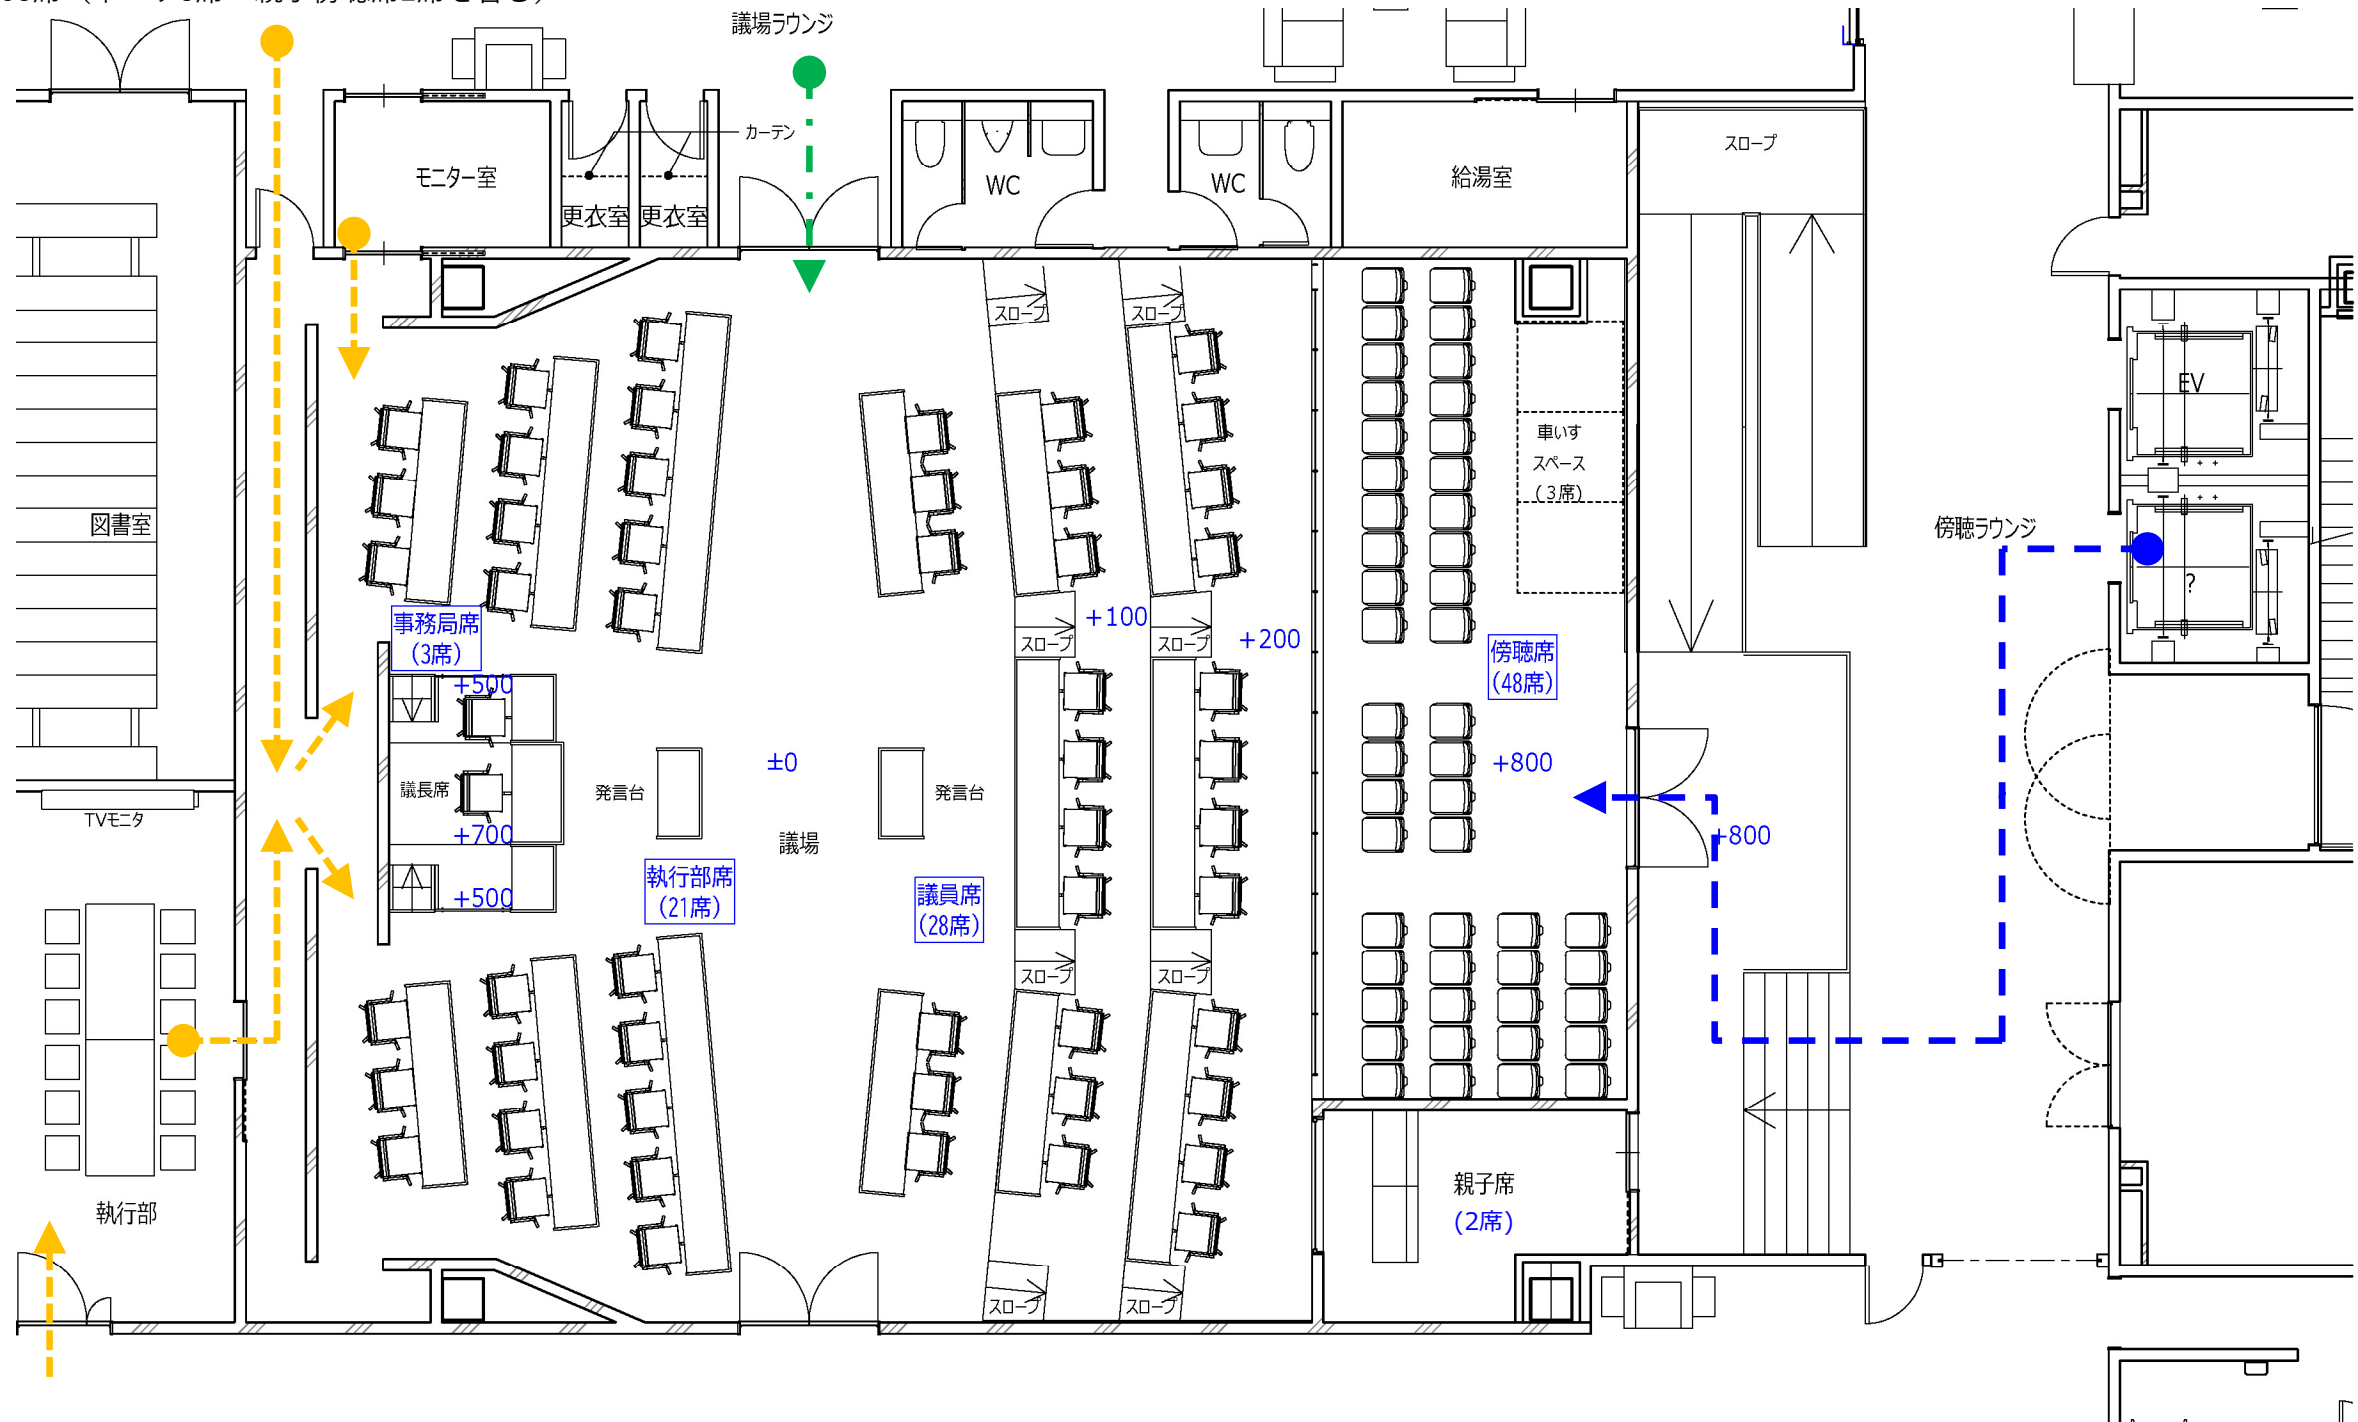 議場ラウンジ
カーテン
モニター室
更衣室
更衣室
WC
WC
給湯室
スロープ
スロープ
スロープ
EV
車いす
スペース
(3席)
図書室
傍聴ラウンジ
?
事務局席
(3席)
+100
スロープ
スロープ
+200
傍聴席
(48席)
+500
±0
+800
議長席
発言台
発言台
TVモニタ
+700
議場
+800
執行部席
(21席)
議員席
(28席)
+500
スロープ
スロープ
親子席
(2席)
執行部
スロープ
スロープ